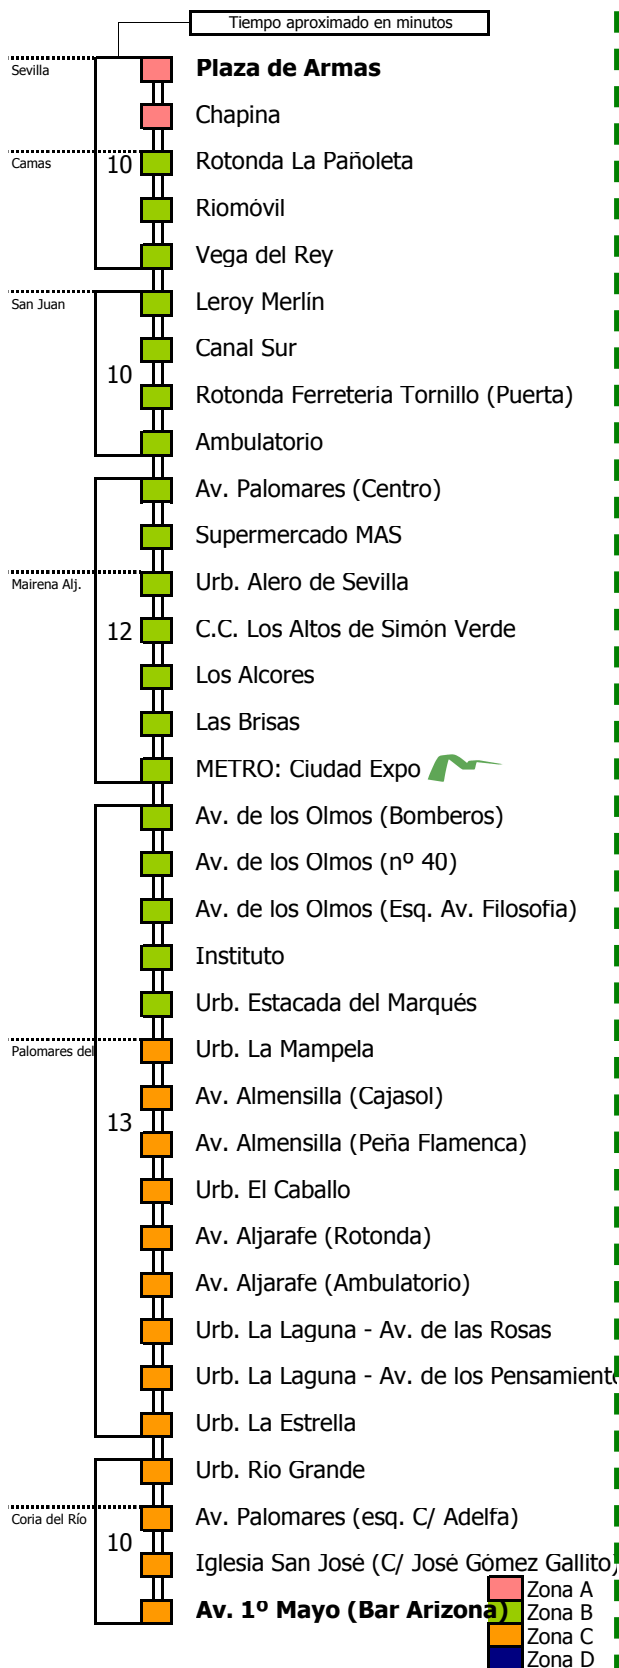 Tiempo aproximado en minutos
Sevilla
Plaza de Armas
Chapina
Camas
10
Rotonda La Pañoleta
Riomóvil
Vega del Rey
San Juan
Leroy Merlín
Canal Sur
10
Rotonda Ferretería Tornillo (Puerta)
Ambulatorio
Av. Palomares (Centro)
Supermercado MAS
Mairena Alj.
Urb. Alero de Sevilla
12
C.C. Los Altos de Simón Verde
Los Alcores
Las Brisas
METRO: Ciudad Expo
Av. de los Olmos (Bomberos)
Av. de los Olmos (nº 40)
Av. de los Olmos (Esq. Av. Filosofía)
Instituto
Urb. Estacada del Marqués
Palomares del
Urb. La Mampela
Av. Almensilla (Cajasol)
13
Av. Almensilla (Peña Flamenca)
Urb. El Caballo
Av. Aljarafe (Rotonda)
Av. Aljarafe (Ambulatorio)
Urb. La Laguna - Av. de las Rosas
Urb. La Laguna - Av. de los Pensamiento
Urb. La Estrella
Urb. Río Grande
Coria del Río
Av. Palomares (esq. C/ Adelfa)
10
Iglesia San José (C/ José Gómez Gallito)
Av. 1º Mayo (Bar Arizona)
Zona A
Zona B
Zona C
Zona D